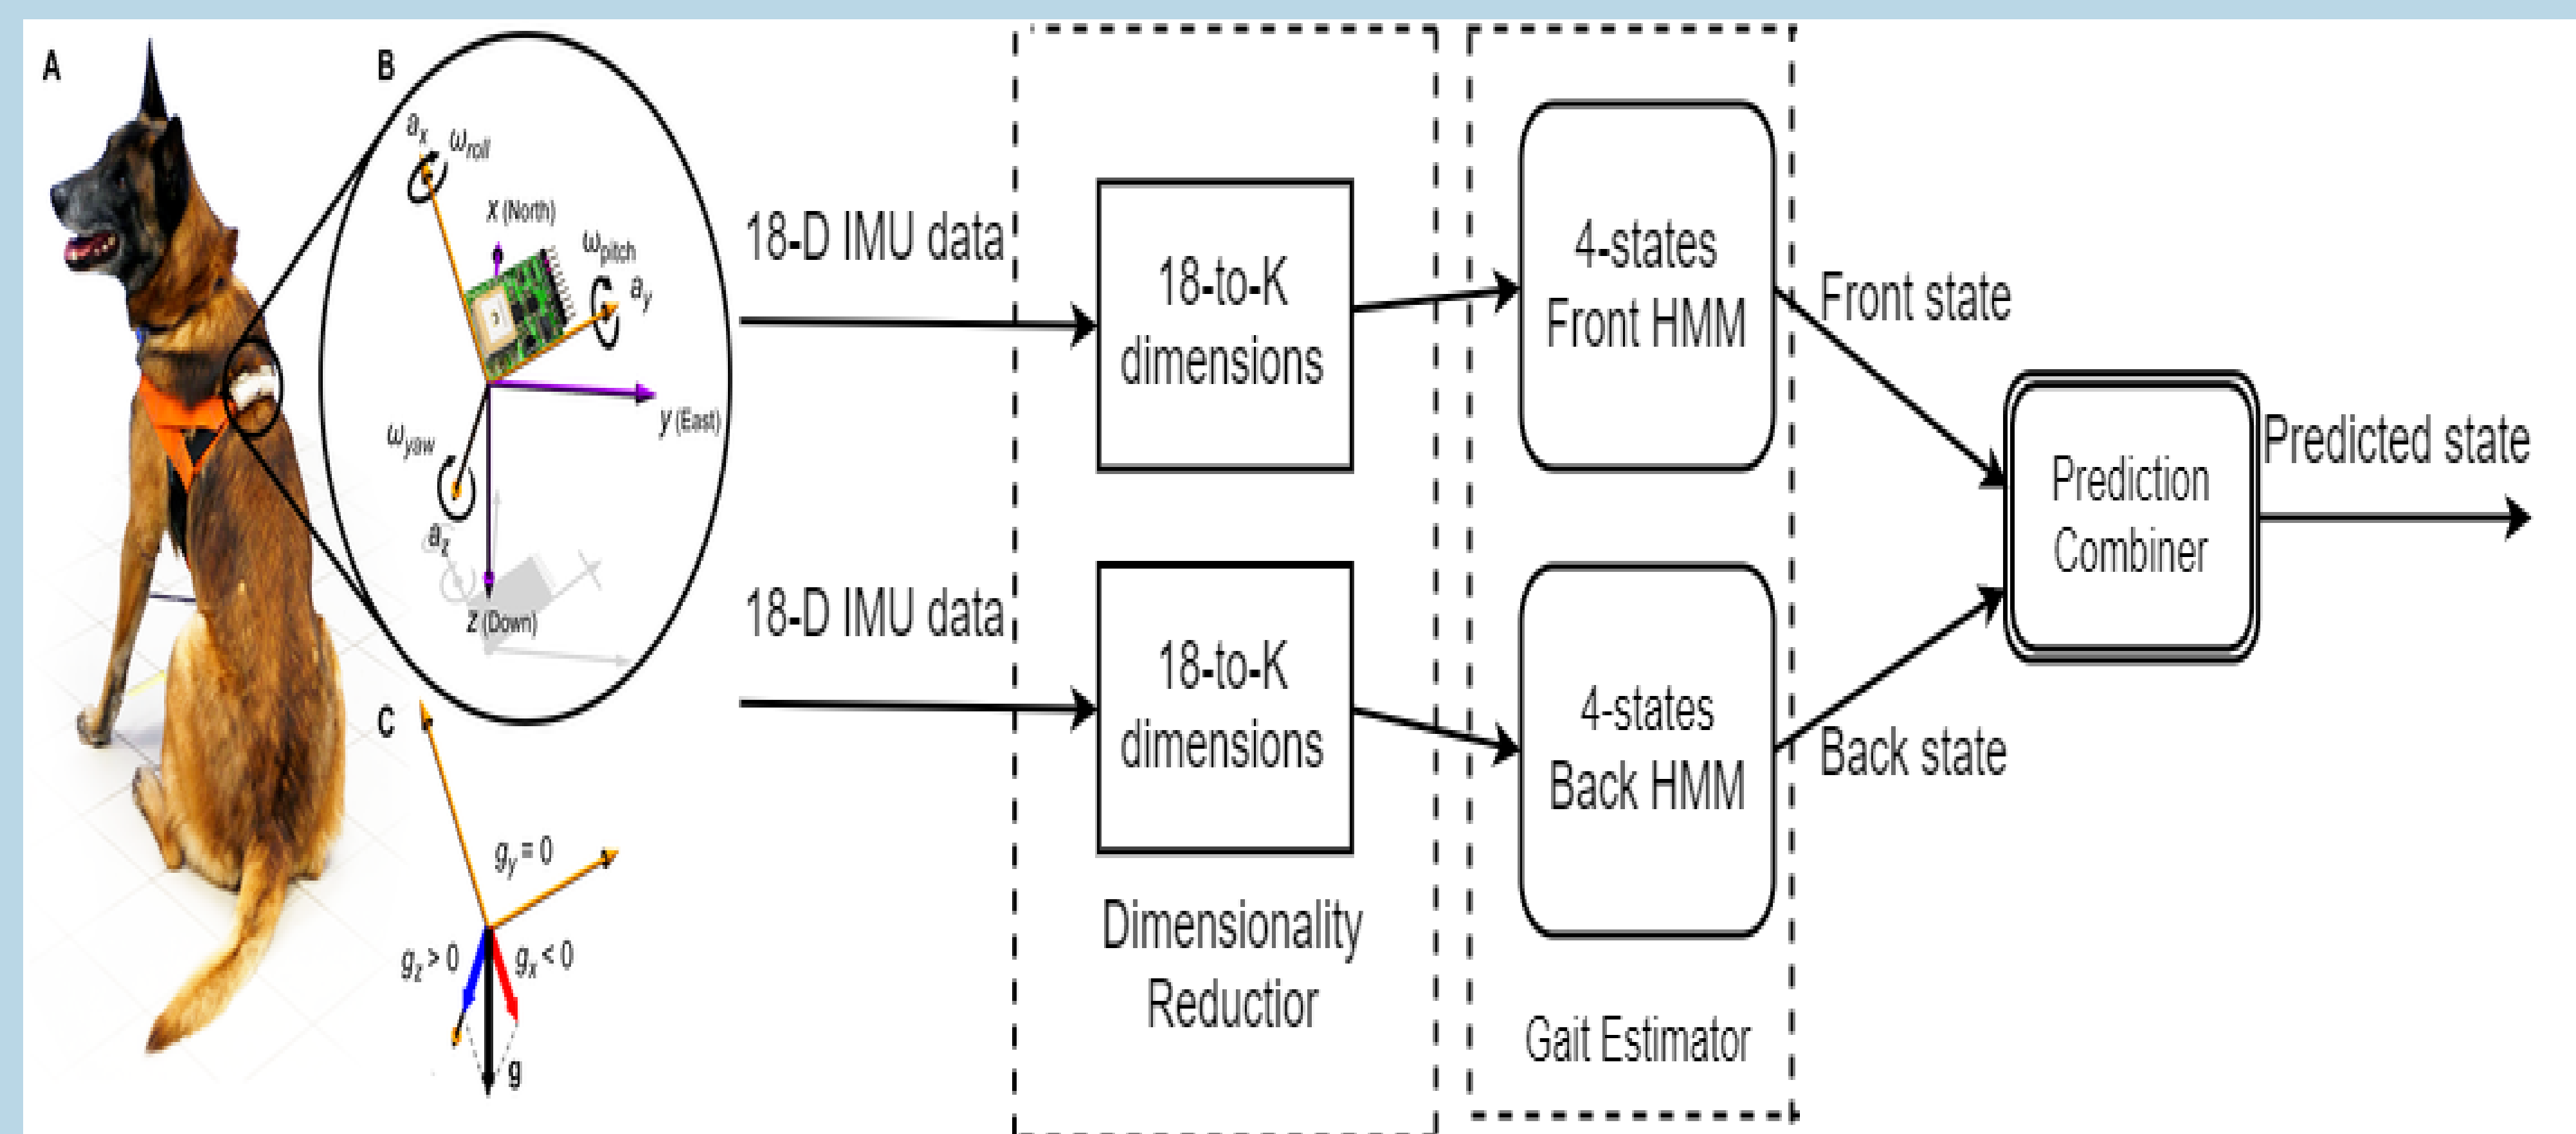 A
B
a_x
ω_roll
x (North)
ω_pitch
a_y
y (East)
ω_yaw
a_z
z (Down)
C
g_y = 0
g_z > 0
g_x < 0
g
18-D IMU data
18-D IMU data
18-to-K
dimensions
18-to-K
dimensions
Dimensionality
Reductior
4-states
Front HMM
4-states
Back HMM
Gait Estimator
Front state
Back state
Prediction
Combiner
Predicted state